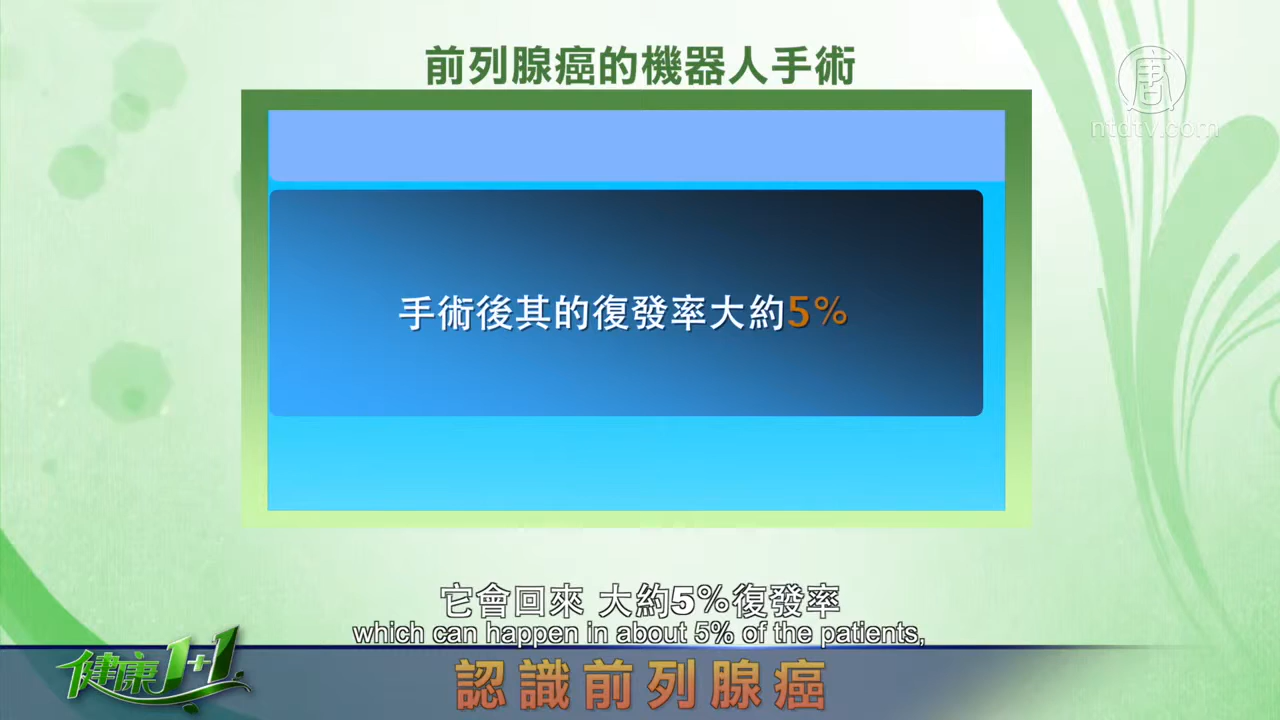 前列腺癌的機器人手術
唐
ntdtv.com
手術後其的復發率大約5%
它會回來 大約5%復發率
which can happen in about 5% of the patients,
健康1+1
認識前列腺癌